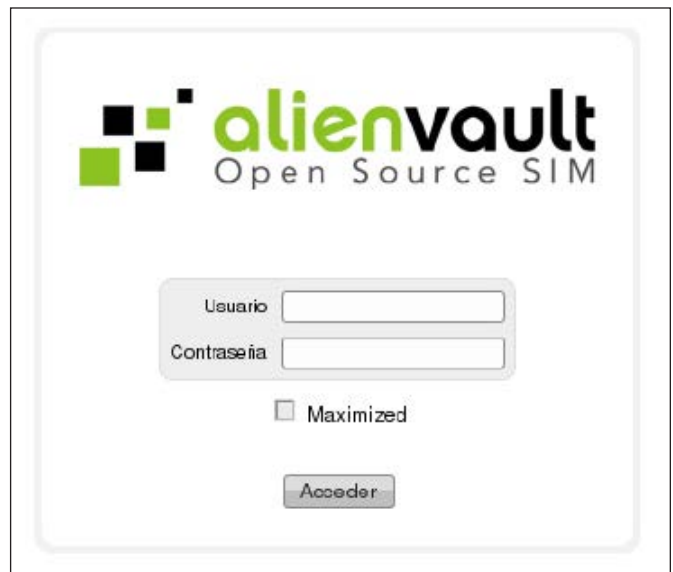 alienvault
Open Source SIM
Usuario
Contraseña
Maximized
Acceder